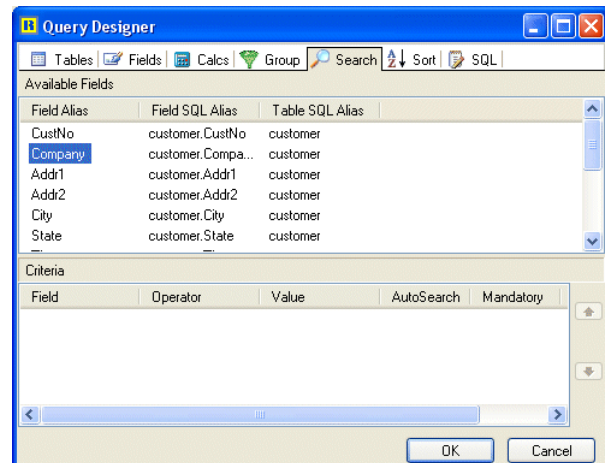 Query Designer
Tables Fields Calcs Group Search Sort SQL
Available Fields
Field Alias Field SQL Alias Table SQL Alias
CustNo customer.CustNo customer
Company customer.Compa... customer
Addr1 customer.Addr1 customer
Addr2 customer.Addr2 customer
City customer.City customer
State customer.State customer
Criteria
Field Operator Value AutoSearch Mandatory
OK Cancel